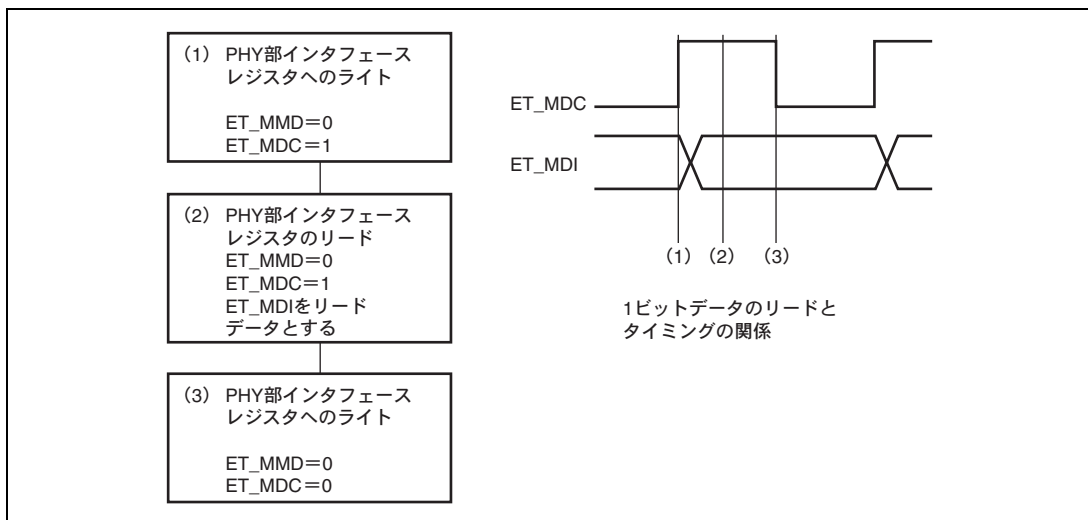 (1) PHY部インタフェース
レジスタへのライト
ET_MMD＝0
ET_MDC＝1
(2) PHY部インタフェース
レジスタのリード
ET_MMD＝0
ET_MDC＝1
ET_MDIをリード
データとする
(3) PHY部インタフェース
レジスタへのライト
ET_MMD＝0
ET_MDC＝0
ET_MDC
ET_MDI
(1) (2) (3)
1ビットデータのリードと
タイミングの関係